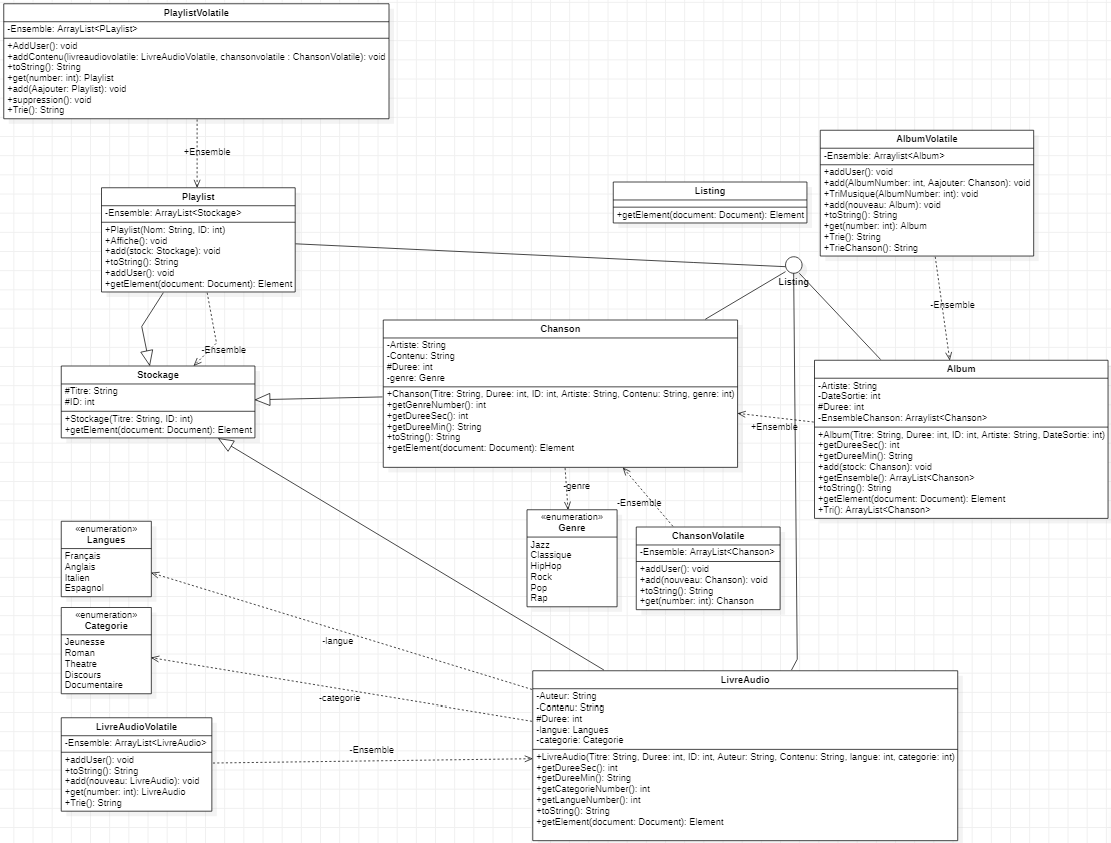 PlaylistVolatile
-Ensemble: ArrayList<PLaylist>
+AddUser(): void
+addContenu(livreaudiovolatile: LivreAudioVolatile, chansonvolatile : ChansonVolatile): void
+toString(): String
+get(number: int): Playlist
+add(Aajouter: Playlist): void
+suppression(): void
+Trie(): String
+Ensemble
Playlist
-Ensemble: ArrayList<Stockage>
+Playlist(Nom: String, ID: int)
+Affiche(): void
+add(stock: Stockage): void
+toString(): String
+addUser(): void
+getElement(document: Document): Element
-Ensemble
Listing
+getElement(document: Document): Element
Listing
AlbumVolatile
-Ensemble: Arraylist<Album>
+addUser(): void
+add(AlbumNumber: int, Aajouter: Chanson): void
+TriMusique(AlbumNumber: int): void
+add(nouveau: Album): void
+toString(): String
+get(number: int): Album
+Trie(): String
+TrieChanson(): String
-Ensemble
Stockage
#Titre: String
#ID: int
+Stockage(Titre: String, ID: int)
+getElement(document: Document): Element
Chanson
-Artiste: String
-Contenu: String
#Duree: int
-genre: Genre
+Chanson(Titre: String, Duree: int, ID: int, Artiste: String, Contenu: String, genre: int)
+getGenreNumber(): int
+getDureeSec(): int
+getDureeMin(): String
+toString(): String
+getElement(document: Document): Element
Album
-Artiste: String
-DateSortie: int
#Duree: int
-EnsembleChanson: Arraylist<Chanson>
+Album(Titre: String, Duree: int, ID: int, Artiste: String, DateSortie: int)
+getDureeSec(): int
+getDureeMin(): String
+add(stock: Chanson): void
+getEnsemble(): ArrayList<Chanson>
+toString(): String
+getElement(document: Document): Element
+Tri(): ArrayList<Chanson>
+Ensemble
-genre
-Ensemble
«enumeration»
Genre
Jazz
Classique
HipHop
Rock
Pop
Rap
ChansonVolatile
-Ensemble: ArrayList<Chanson>
+addUser(): void
+add(nouveau: Chanson): void
+toString(): String
+get(number: int): Chanson
«enumeration»
Langues
Français
Anglais
Italien
Espagnol
«enumeration»
Categorie
Jeunesse
Roman
Theatre
Discours
Documentaire
-langue
-categorie
LivreAudioVolatile
-Ensemble: ArrayList<LivreAudio>
+addUser(): void
+toString(): String
+add(nouveau: LivreAudio): void
+get(number: int): LivreAudio
+Trie(): String
-Ensemble
LivreAudio
-Auteur: String
-Contenu: String
#Duree: int
-langue: Langues
-categorie: Categorie
+LivreAudio(Titre: String, Duree: int, ID: int, Auteur: String, Contenu: String, langue: int, categorie: int)
+getDureeSec(): int
+getDureeMin(): String
+getCategorieNumber(): int
+getLangueNumber(): int
+toString(): String
+getElement(document: Document): Element